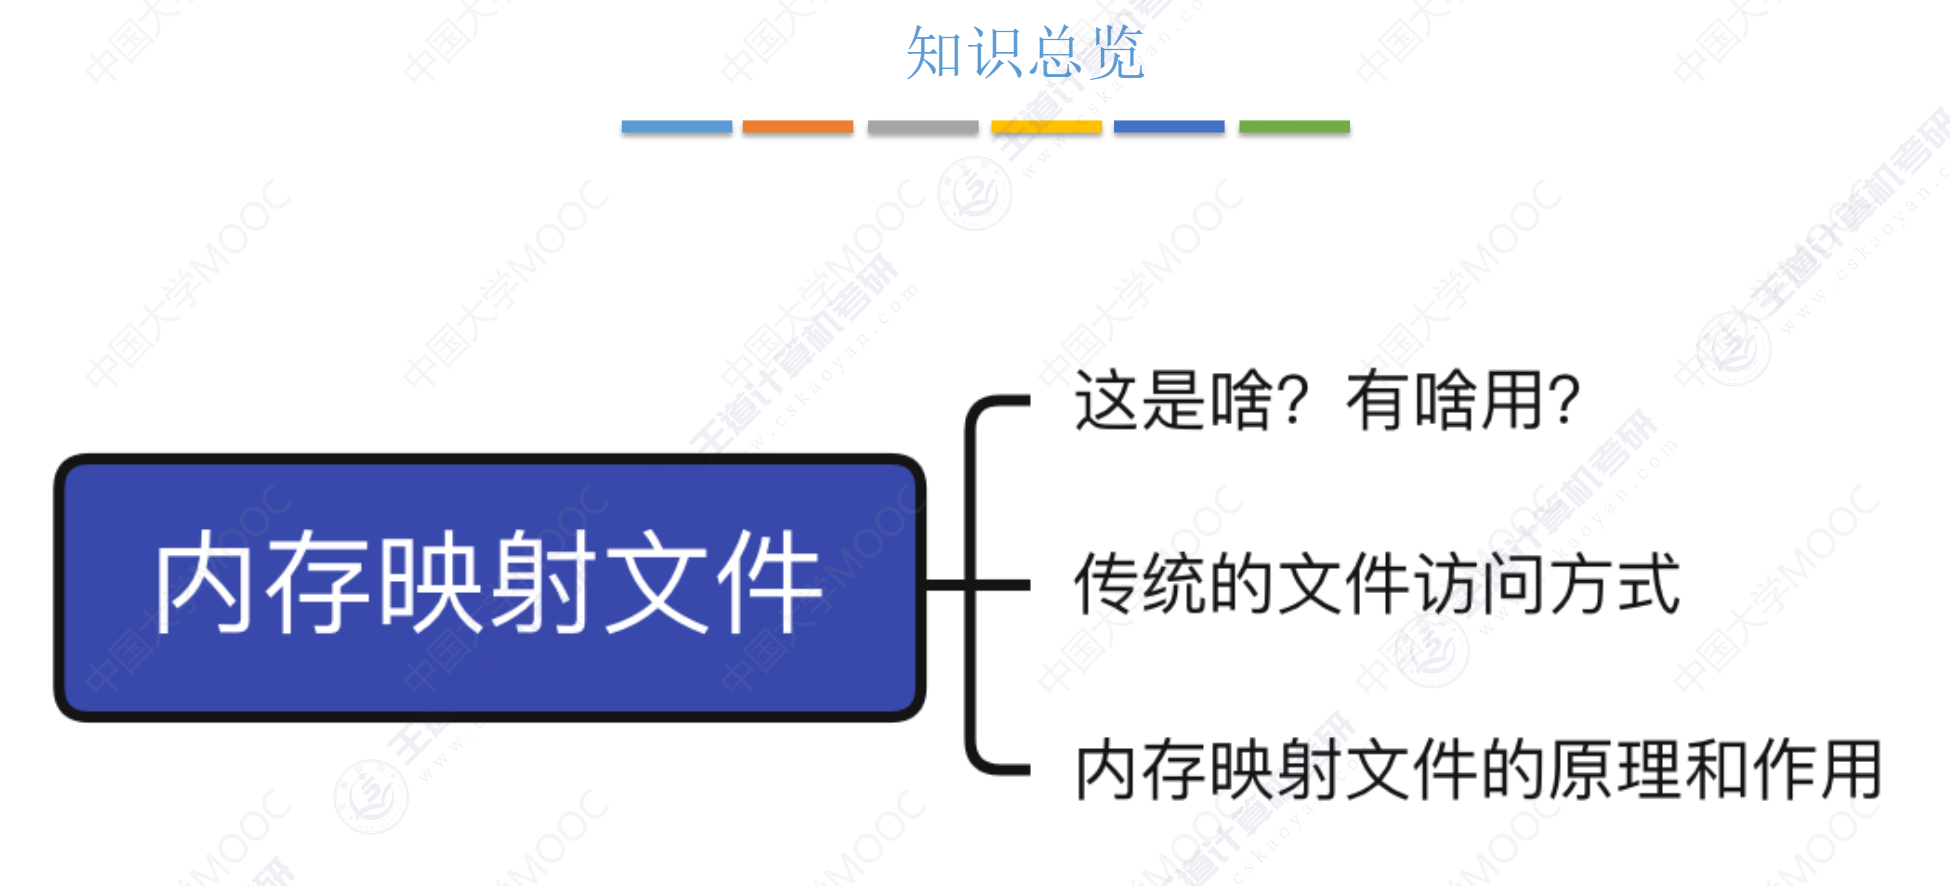 知识总览
内存映射文件
这是啥？有啥用？
传统的文件访问方式
内存映射文件的原理和作用
中国大学MOOC
王道计算机考研
www.cskaoyan.com